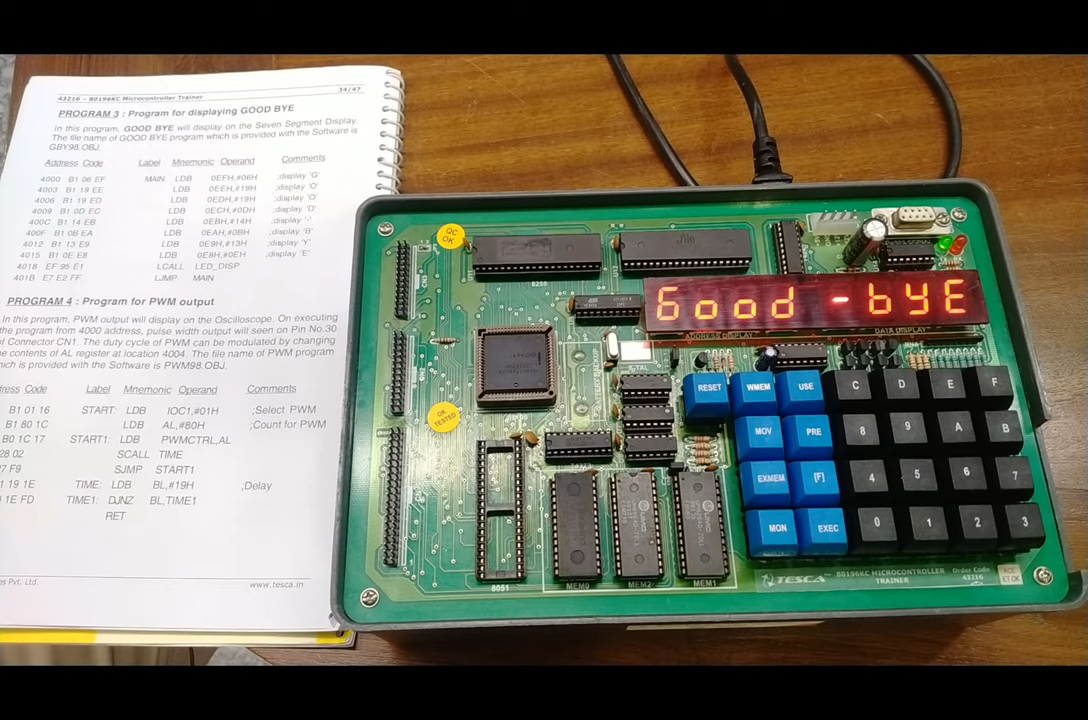 43216 – 80196KC Microcontroller Trainer 34/47
PROGRAM 3 : Program for displaying GOOD BYE
In this program, GOOD BYE will display on the Seven Segment Display.
The file name of GOOD BYE program which is provided with the Software is
GBY98.OBJ.
Address Code Label Mnemonic Operand Comments
4000 B1 06 EF MAIN: LDB 0EFH,#06H ;display 'G'
4003 B1 19 EE LDB 0EEH,#19H ;display 'O'
4006 B1 19 ED LDB 0EDH,#19H ;display 'O'
4009 B1 0D EC LDB 0ECH,#0DH ;display 'D'
400C B1 14 EB LDB 0EBH,#14H ;display '-'
400F B1 0B EA LDB 0EAH,#0BH ;display 'B'
4012 B1 13 E9 LDB 0E9H,#13H ;display 'Y'
4015 B1 0E E8 LDB 0E8H,#0EH ;display 'E'
4018 EF 95 E1 LCALL LED_DISP
401B E7 E2 FF LJMP MAIN
PROGRAM 4 : Program for PWM output
In this program, PWM output will display on the Oscilloscope. On executing
the program from 4000 address, pulse width output will seen on Pin No.30
of Connector CN1. The duty cycle of PWM can be modulated by changing
the contents of AL register at location 4004. The file name of PWM program
which is provided with the Software is PWM98.OBJ.
Code Label Mnemonic Operand Comments
B1 01 16 START: LDB IOC1,#01H ;Select PWM
B1 80 1C LDB AL,#80H ;Count for PWM
B0 1C 17 START1: LDB PWMCTRL,AL
28 02 SCALL TIME
27 F9 SJMP START1
B1 19 1E TIME: LDB BL,#19H ;Delay
1E FD TIME1: DJNZ BL,TIME1
RET
Pvt. Ltd. www.tesca.in
QC
OK
8255
Good -byE
ADDRESS DISPLAY DATA DISPLAY
BATTERY BACKUP
XTAL
OK
TESTED
RESET WMEM USE C D E F
MOV PRE 8 9 A B
EXMEM [F] 4 5 6 7
MON EXEC 0 1 2 3
8051 MEM0 MEM2 MEM1
TESCA 80196KC MICROCONTROLLER
TRAINER
Order Code
43216